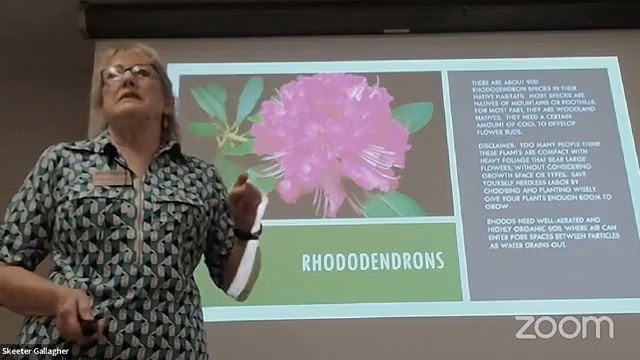 THERE ARE ABOUT 900
RHODODENDRON SPECIES IN THEIR
NATIVE HABITATS. MOST SPECIES ARE
NATIVES OF MOUNTAINS OR FOOTHILLS.
FOR MOST PART, THEY ARE WOODLAND
NATIVES. THEY NEED A CERTAIN
AMOUNT OF COOL TO DEVELOP
FLOWER BUDS.
DISCLAIMER: TOO MANY PEOPLE THINK
THESE PLANTS ARE COMPACT WITH
HEAVY FOLIAGE THAT BEAR LARGE
FLOWERS, WITHOUT CONSIDERING
GROWTH SPACE OR TYPES. SAVE
YOURSELF NEEDLESS LABOR BY
CHOOSING AND PLANTING WISELY.
GIVE YOUR PLANTS ENOUGH ROOM TO
GROW.
RHODOS NEED WELL-AERATED AND
HIGHLY ORGANIC SOIL WHERE AIR CAN
ENTER PORE SPACES BETWEEN PARTICLES
AS WATER DRAINS OUT.
RHODODENDRONS
zoom
Skeeter Gallagher